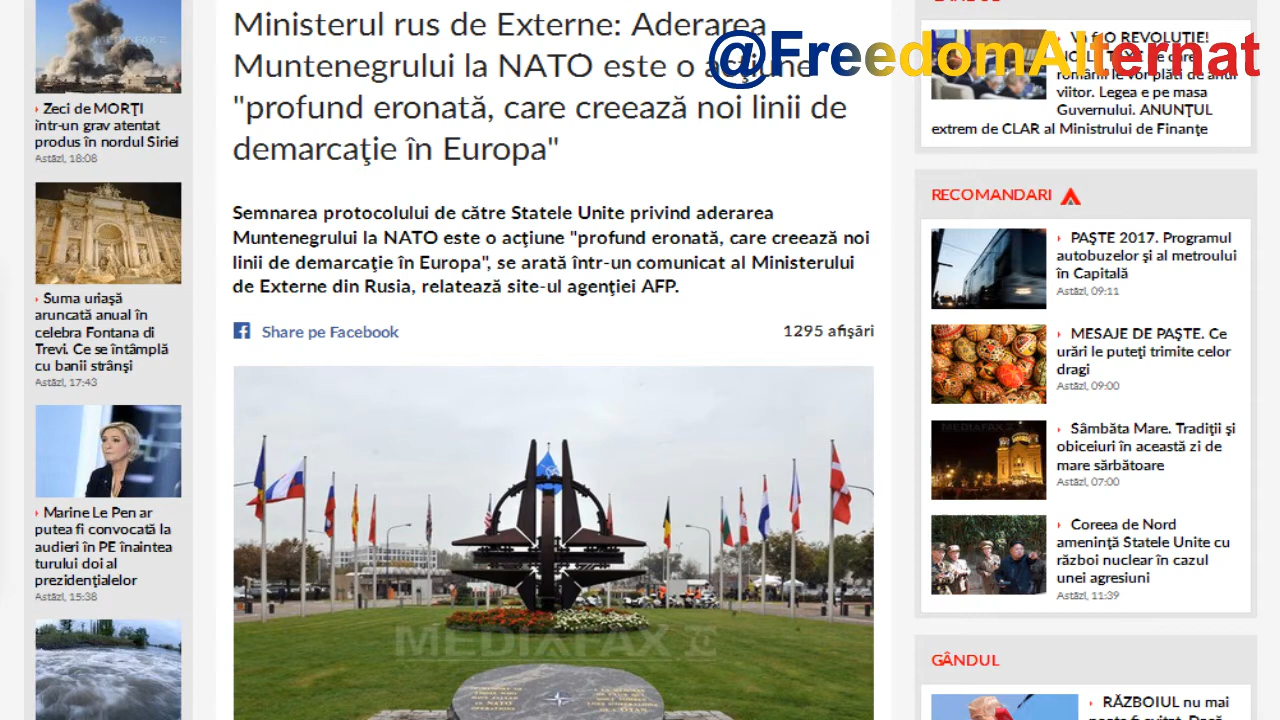 Zeci de MORŢI
într-un grav atentat
produs în nordul Siriei
Astăzi, 18:08
Suma uriaşă
aruncată anual în
celebra Fontana di
Trevi. Ce se întâmplă
cu banii strânşi
Astăzi, 17:43
Marine Le Pen ar
putea fi convocată la
audieri în PE înaintea
turului doi al
prezidenţialelor
Astăzi, 15:38
Ministerul rus de Externe: Aderarea
Muntenegrului la NATO este o acţiune
"profund eronată, care creează noi linii de
demarcaţie în Europa"
Semnarea protocolului de către Statele Unite privind aderarea
Muntenegrului la NATO este o acţiune "profund eronată, care creează noi
linii de demarcaţie în Europa", se arată într-un comunicat al Ministerului
de Externe din Rusia, relatează site-ul agenţiei AFP.
Share pe Facebook
1295 afişări
MEDIAFAX
@FreedomAlternat
REVOLUŢIE!
viitor. Legea e pe masa
Guvernului. ANUNŢUL
extrem de CLAR al Ministrului de Finanţe
RECOMANDARI
PAŞTE 2017. Programul
autobuzelor şi al metroului
în Capitală
Astăzi, 09:11
MESAJE DE PAŞTE. Ce
urări le puteţi trimite celor
dragi
Astăzi, 09:00
Sâmbăta Mare. Tradiţii şi
obiceiuri în această zi de
mare sărbătoare
Astăzi, 07:00
Coreea de Nord
ameninţă Statele Unite cu
război nuclear în cazul
unei agresiuni
Astăzi, 11:39
GÂNDUL
RĂZBOIUL nu mai